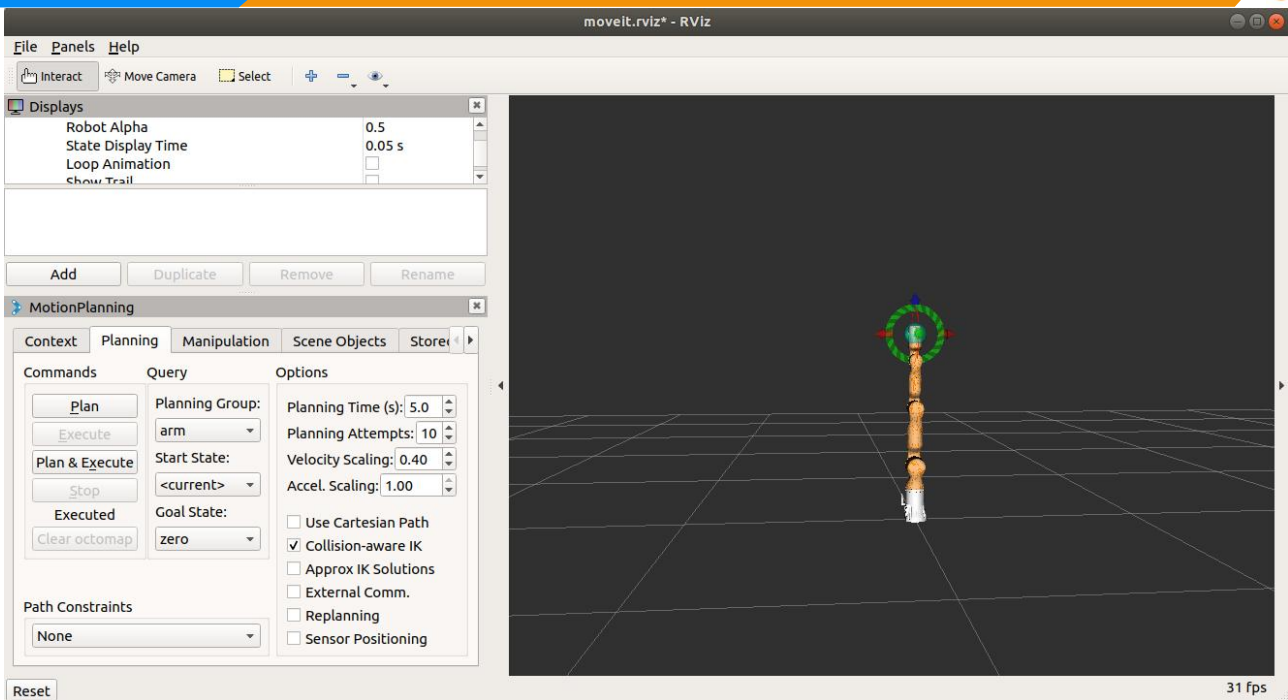 moveit.rviz* - RViz
File Panels Help
Interact Move Camera Select
Displays
Robot Alpha 0.5
State Display Time 0.05 s
Loop Animation
Show Trail
Add Duplicate Remove Rename
MotionPlanning
Context Planning Manipulation Scene Objects Store
Commands Query Options
Plan Planning Group: Planning Time (s): 5.0
Execute arm Planning Attempts: 10
Plan & Execute Start State: Velocity Scaling: 0.40
Stop <current> Accel. Scaling: 1.00
Executed Goal State: Use Cartesian Path
Clear octomap zero Collision-aware IK
Approx IK Solutions
External Comm.
Path Constraints Replanning
None Sensor Positioning
Reset 31 fps